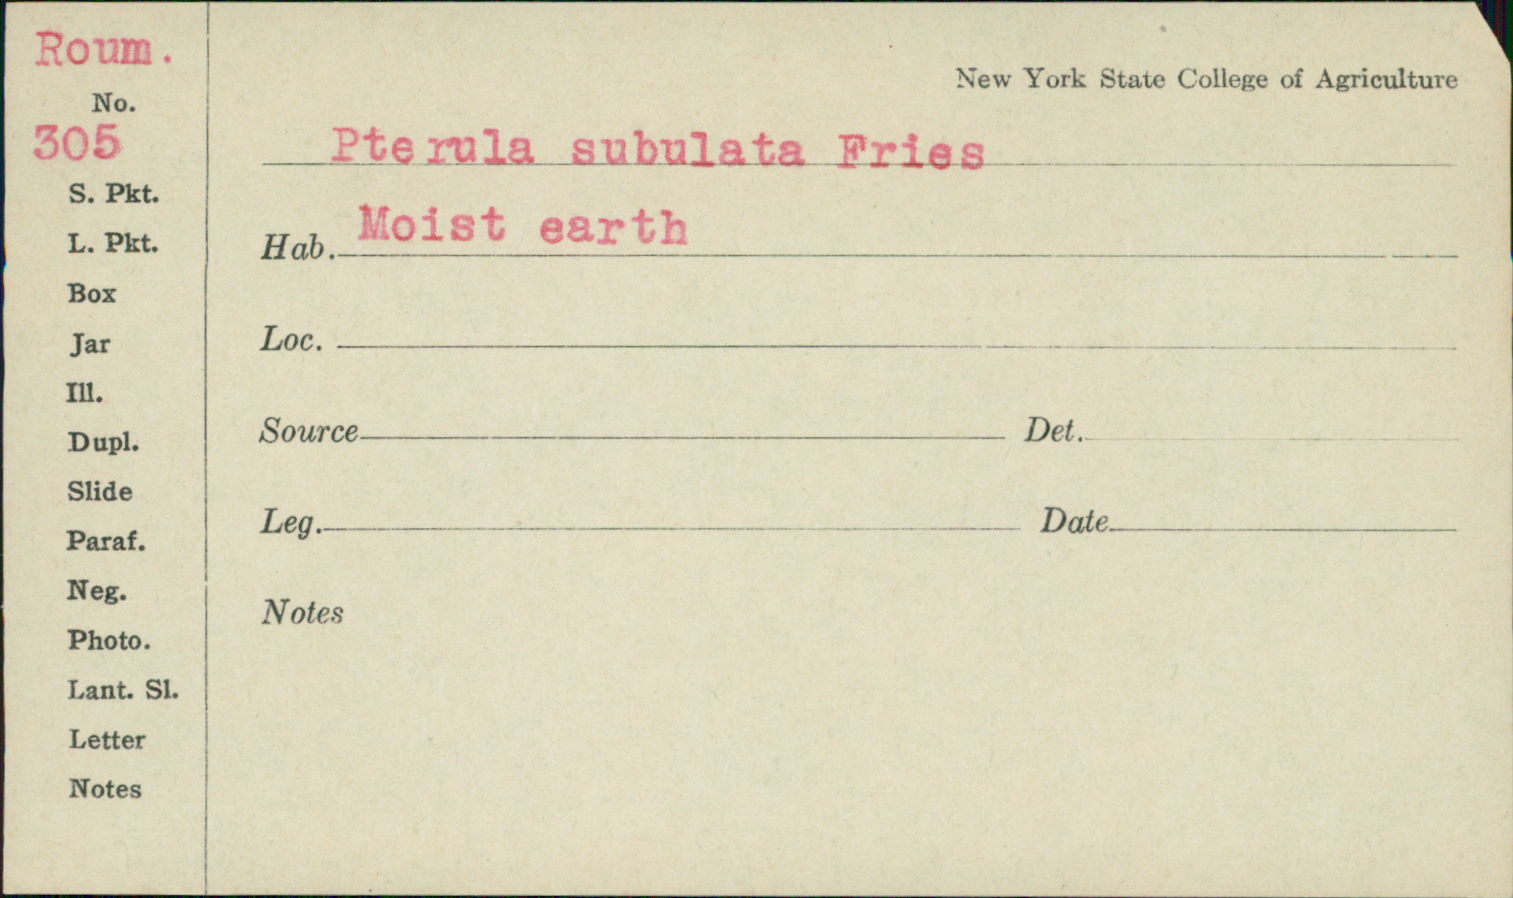 Roum.
No.
305
S. Pkt.
L. Pkt.
Box
Jar
Ill.
Dupl.
Slide
Paraf.
Neg.
Photo.
Lant. Sl.
Letter
Notes
New York State College of Agriculture
Pterula subulata Fries
Hab. Moist earth
Loc.
Source Det.
Leg. Date
Notes